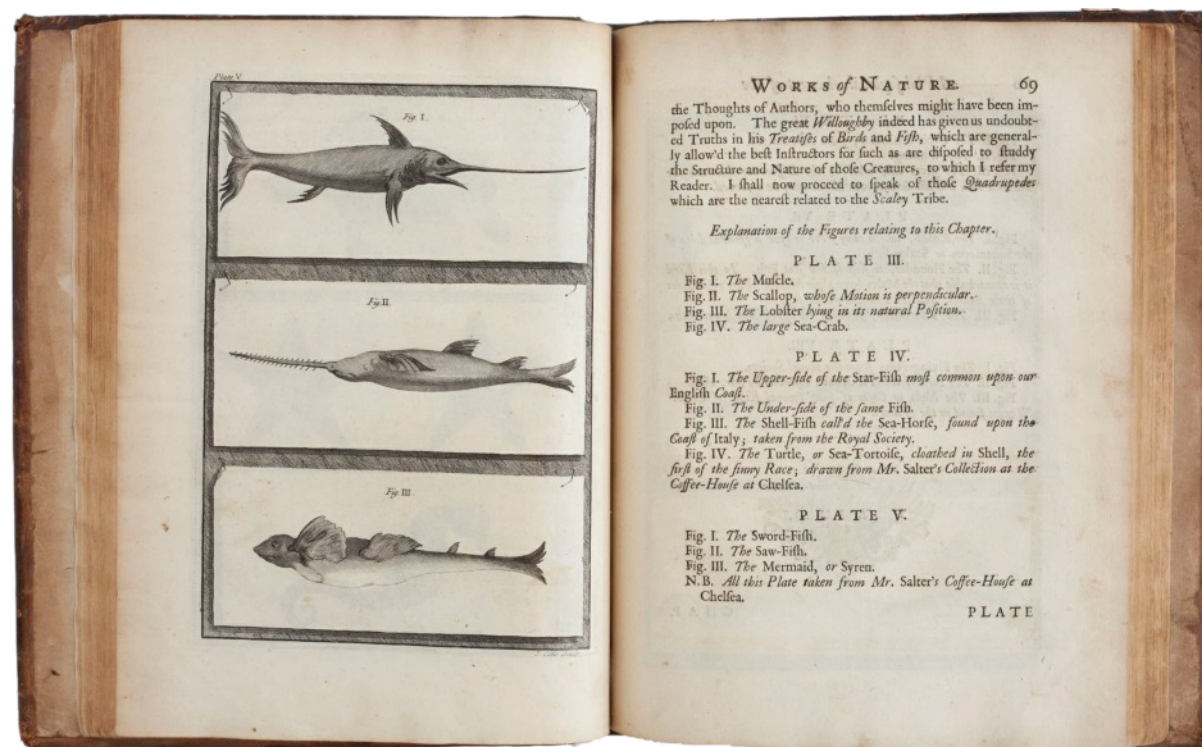 Plate V.
Fig. I.
Fig. II.
Fig. III.
WORKS of NATURE. 69
the Thoughts of Authors, who themselves might have been im-
poſed upon. The great Willoughby indeed has given us undoubt-
ed Truths in his Treatiſes of Birds and Fiſh, which are general-
ly allow'd the beſt Inſtructors for ſuch as are diſpoſed to ſtuddy
the Structure and Nature of thoſe Creatures, to which I refer my
Reader. I ſhall now proceed to ſpeak of thoſe Quadrupedes
which are the neareſt related to the Scaley Tribe.
Explanation of the Figures relating to this Chapter.
PLATE III.
Fig. I. The Muſcle.
Fig. II. The Scallop, whoſe Motion is perpendicular.
Fig. III. The Lobſter lying in its natural Poſition.
Fig. IV. The large Sea-Crab.
PLATE IV.
Fig. I. The Upper-ſide of the Star-Fiſh moſt common upon our
Engliſh Coaſt.
Fig. II. The Under-ſide of the ſame Fiſh.
Fig. III. The Shell-Fiſh call'd the Sea-Horſe, found upon the
Coaſt of Italy; taken from the Royal Society.
Fig. IV. The Turtle, or Sea-Tortoiſe, cloathed in Shell, the
firſt of the finny Race; drawn from Mr. Salter's Collection at the
Coffee-Houſe at Chelſea.
PLATE V.
Fig. I. The Sword-Fiſh.
Fig. II. The Saw-Fiſh.
Fig. III. The Mermaid, or Syren.
N.B. All this Plate taken from Mr. Salter's Coffee-Houſe at
Chelſea.
PLATE